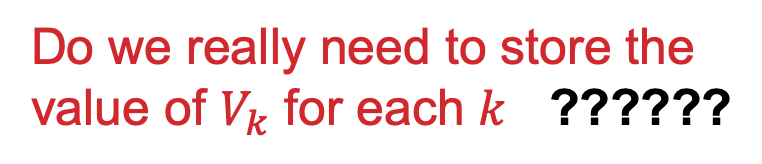 Do we really need to store the
value of Vₖ for each k ??????